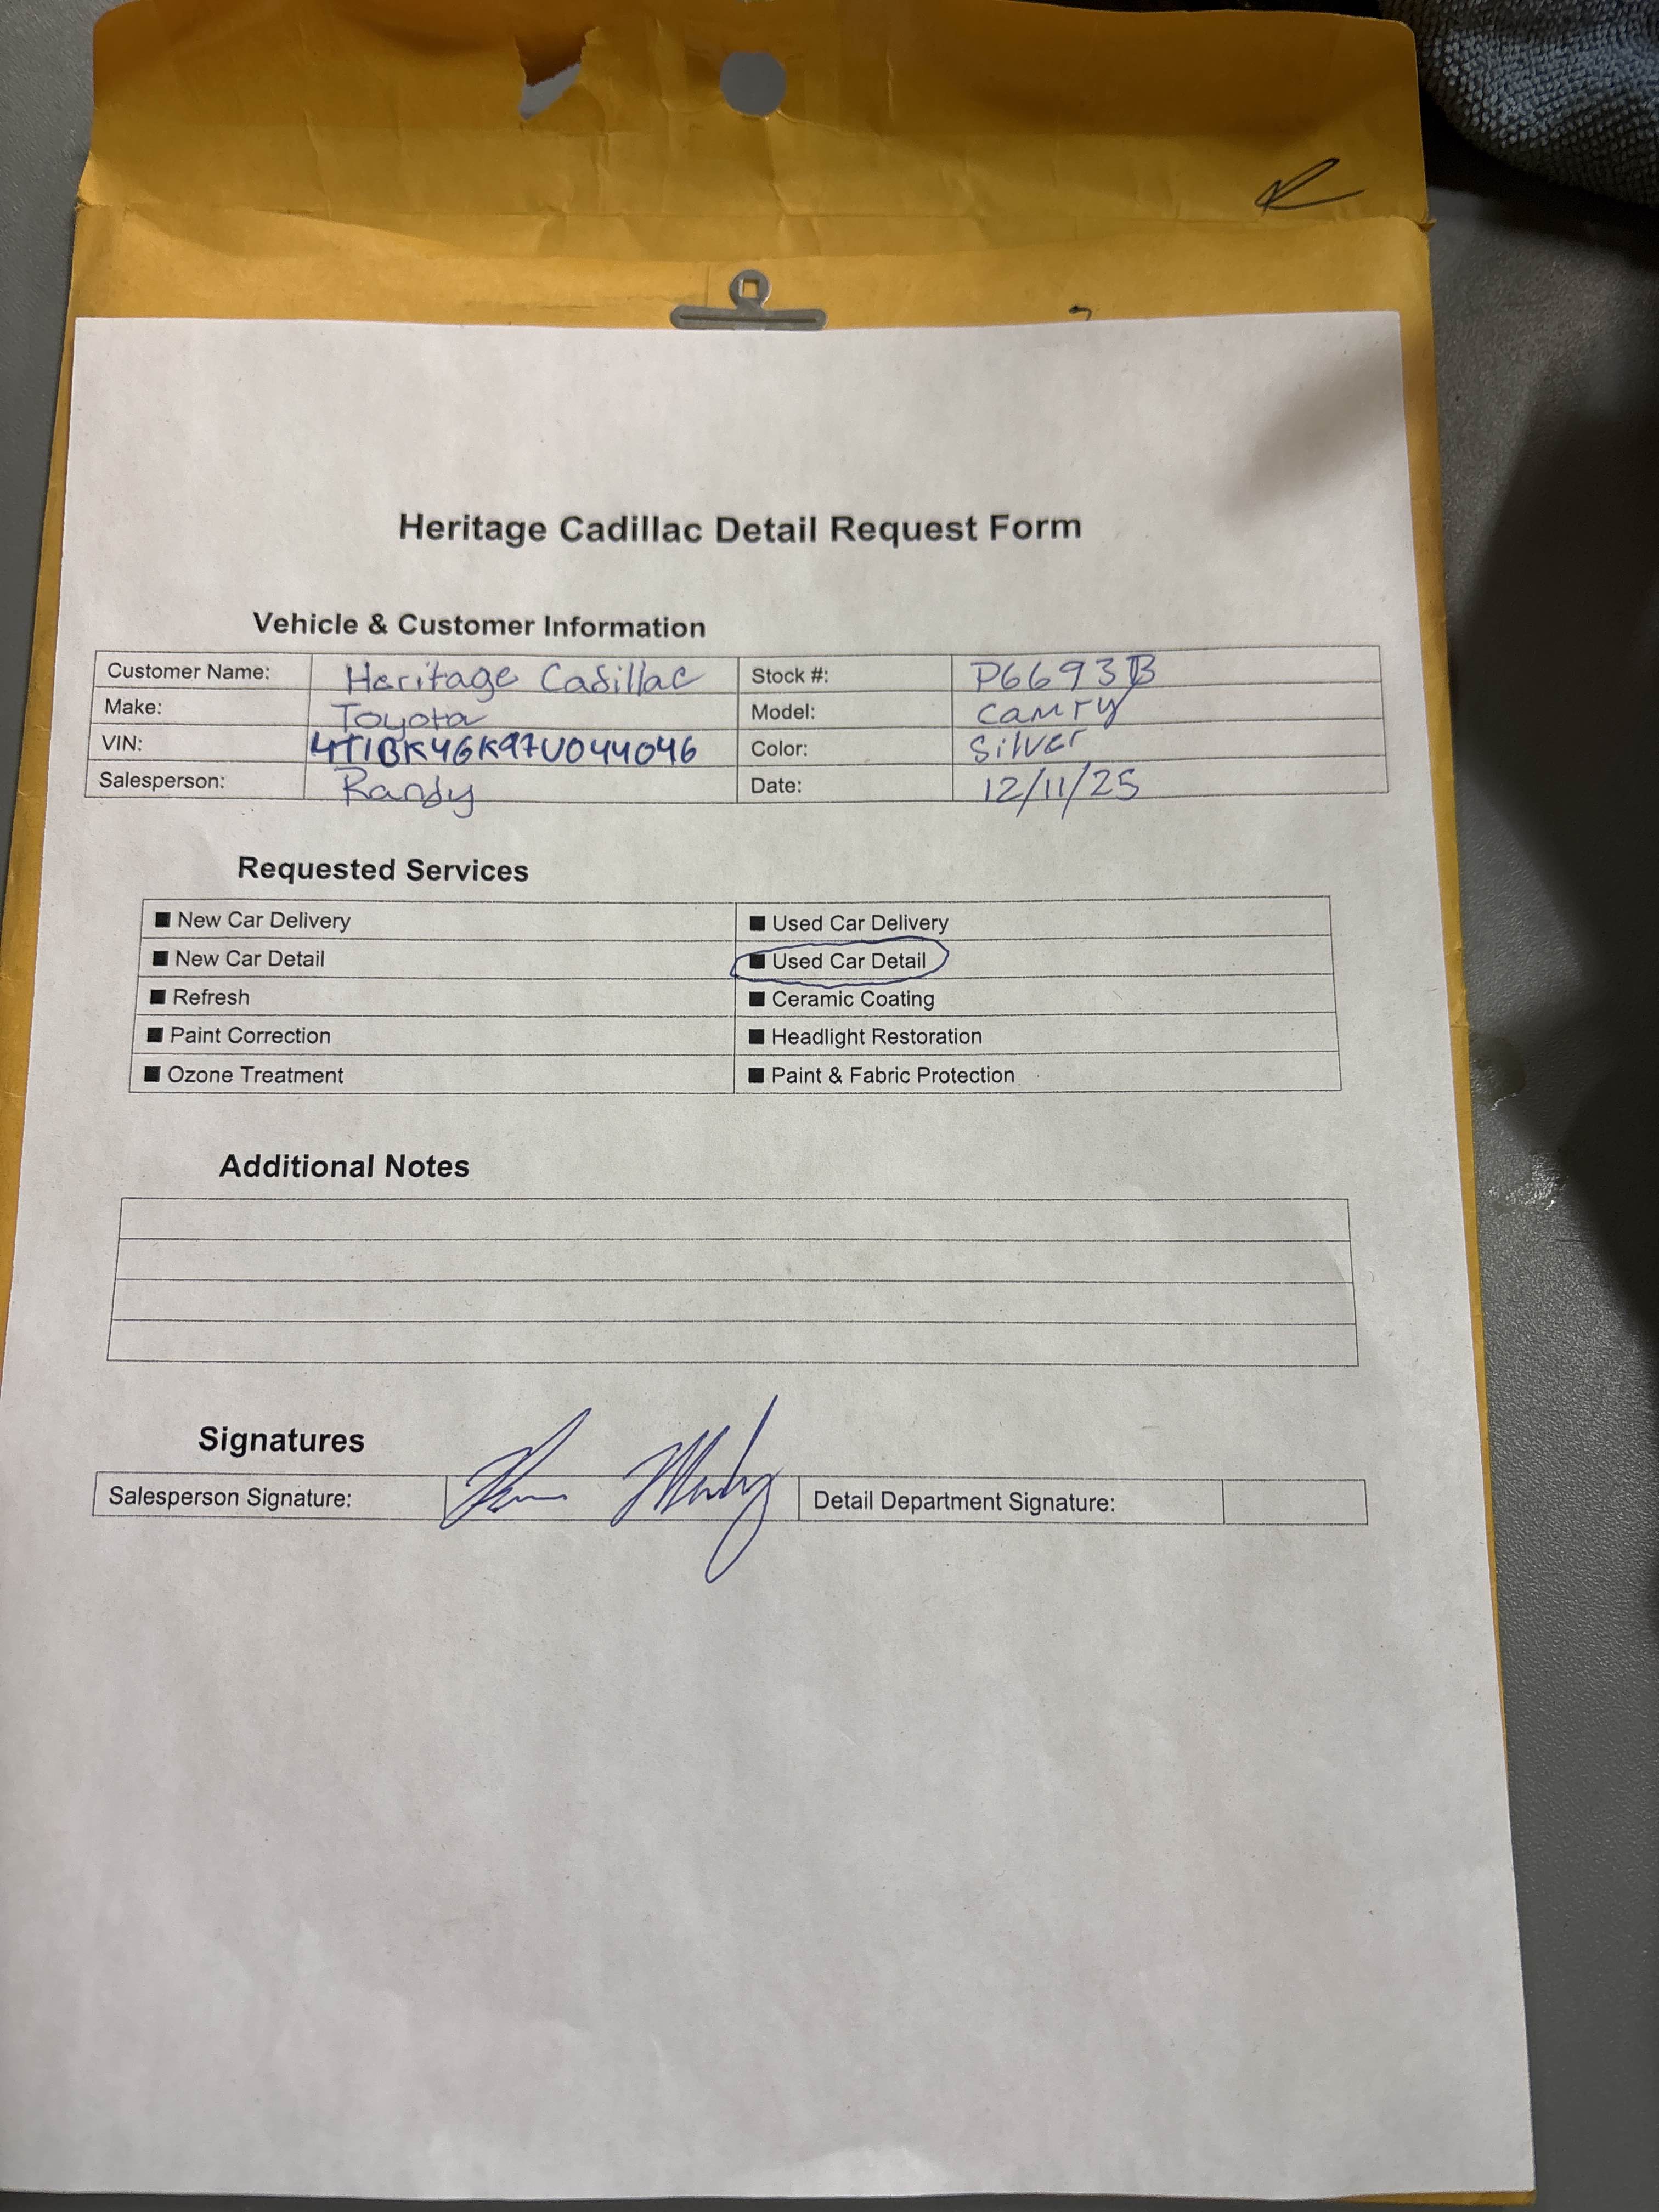 Heritage Cadillac Detail Request Form
Vehicle & Customer Information
Customer Name: Heritage Cadillac Stock #: P6693B
Make: Toyota Model: Camry
VIN: 4T1BK46K97U044046 Color: Silver
Salesperson: Randy Date: 12/11/25
Requested Services
■ New Car Delivery ■ Used Car Delivery
■ New Car Detail ■ Used Car Detail
■ Refresh ■ Ceramic Coating
■ Paint Correction ■ Headlight Restoration
■ Ozone Treatment ■ Paint & Fabric Protection
Additional Notes
Signatures
Salesperson Signature: Detail Department Signature: